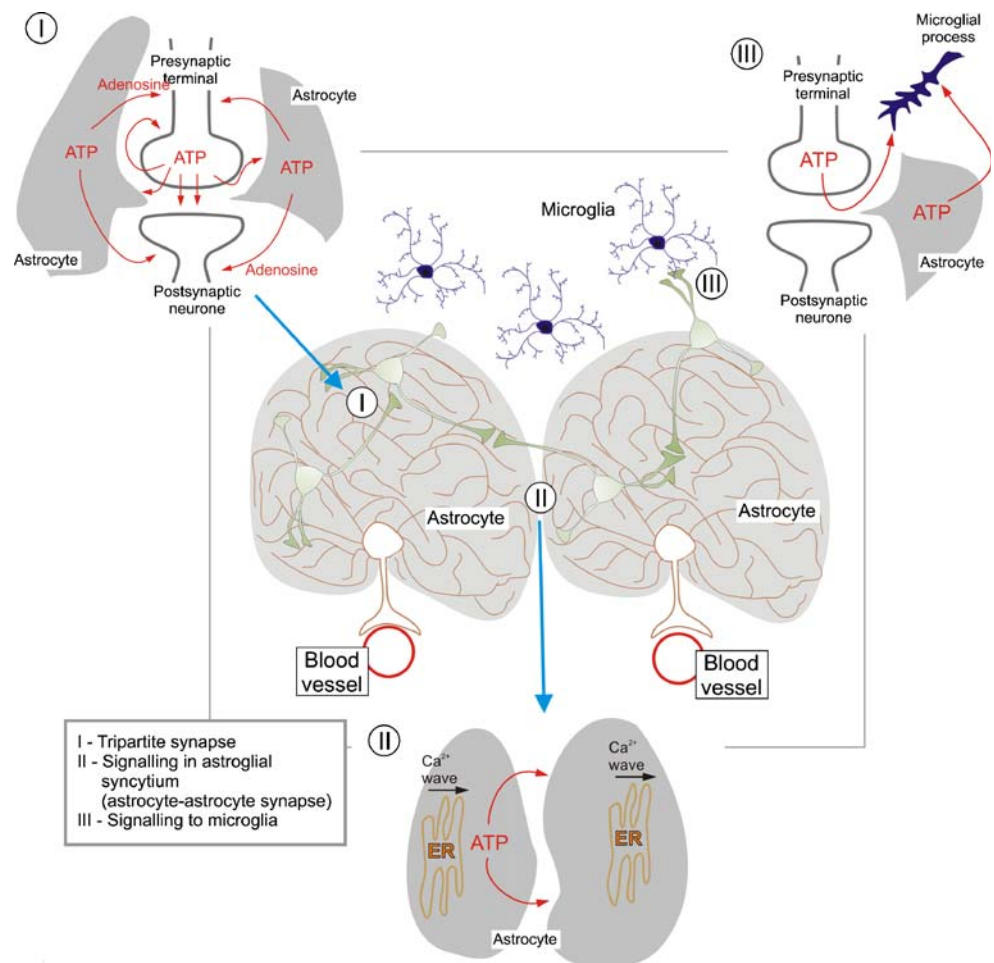 I
Presynaptic
terminal
Adenosine
Astrocyte
ATP
ATP
ATP
Astrocyte
Adenosine
Postsynaptic
neurone
III
Microglial
process
Presynaptic
terminal
ATP
ATP
Astrocyte
Postsynaptic
neurone
Microglia
III
I
II
Astrocyte
Astrocyte
Blood
vessel
Blood
vessel
I - Tripartite synapse
II - Signalling in astroglial
syncytium
(astrocyte-astrocyte synapse)
III - Signalling to microglia
II
Ca²⁺
wave
Ca²⁺
wave
ER
ATP
ER
Astrocyte